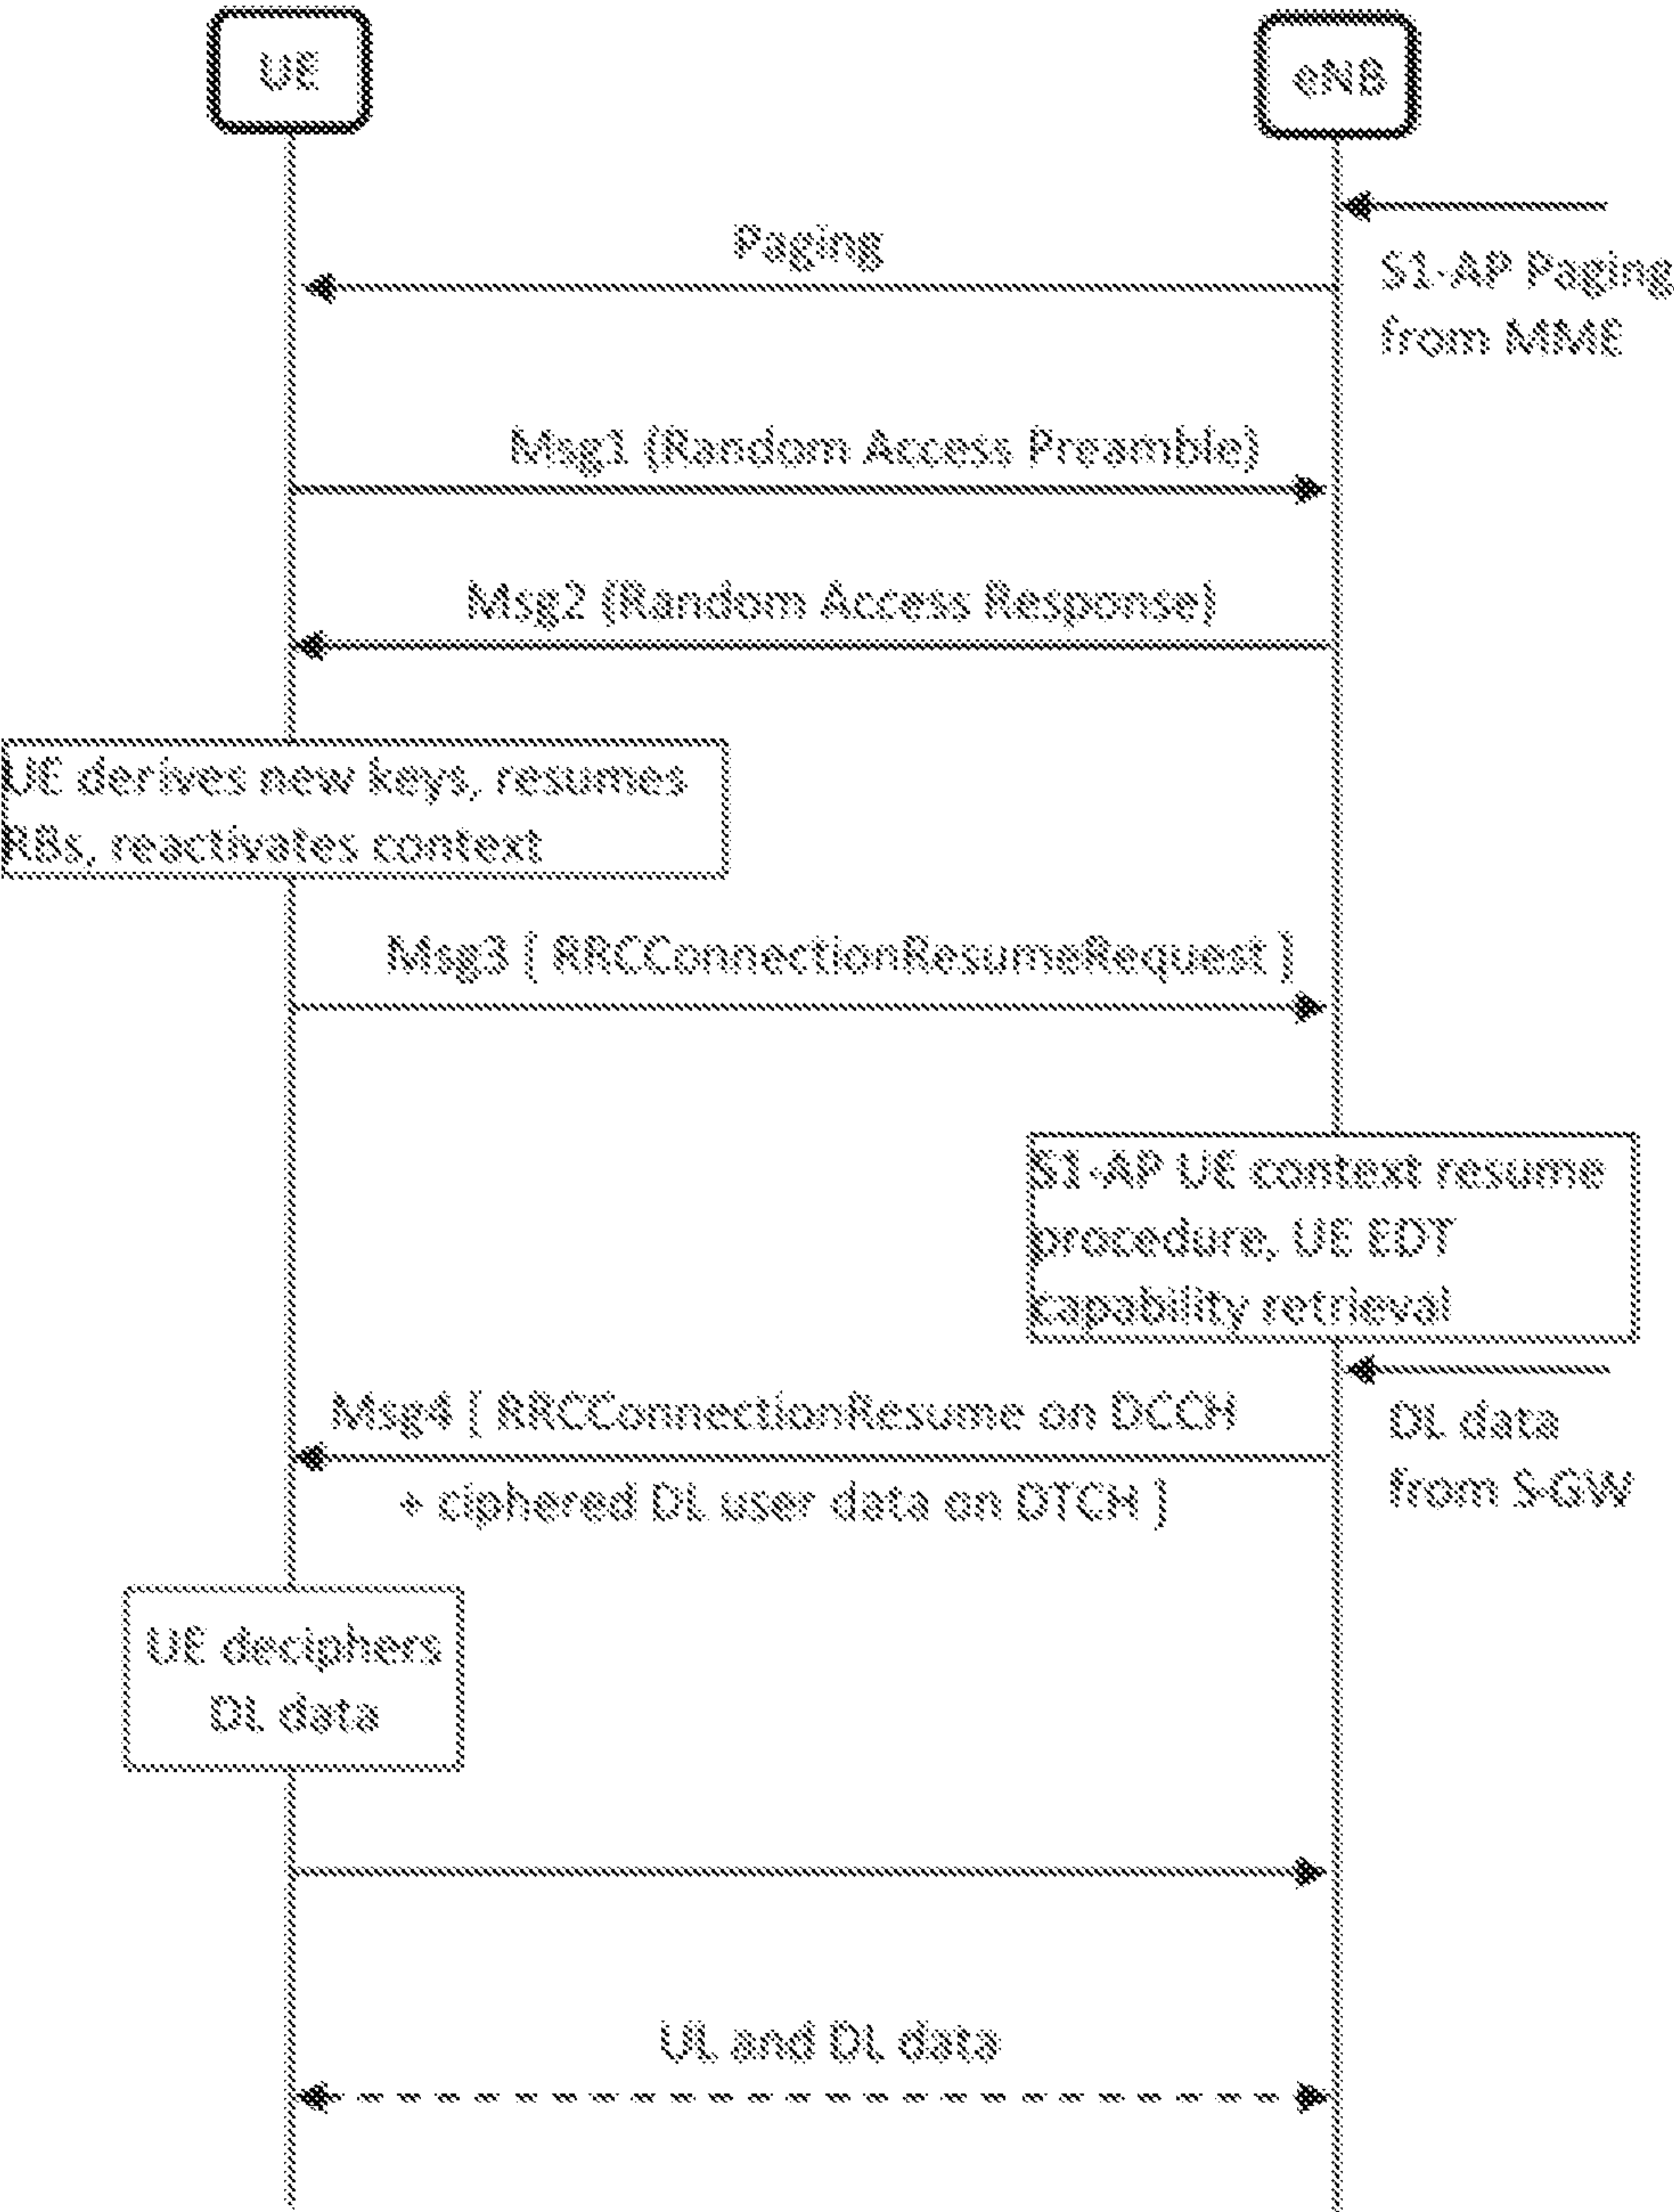 UE
eNB
Paging
S1-AP Paging
from MME
Msg1 (Random Access Preamble)
Msg2 (Random Access Response)
UE derives new keys, resumes
RBs, reactivates context
Msg3 [ RRCConnectionResumeRequest ]
S1-AP UE context resume
procedure, UE EDT
capability retrieval
Msg4 [ RRCConnectionResume on DCCH
+ ciphered DL user data on DTCH ]
DL data
from S-GW
UE deciphers
DL data
UL and DL data